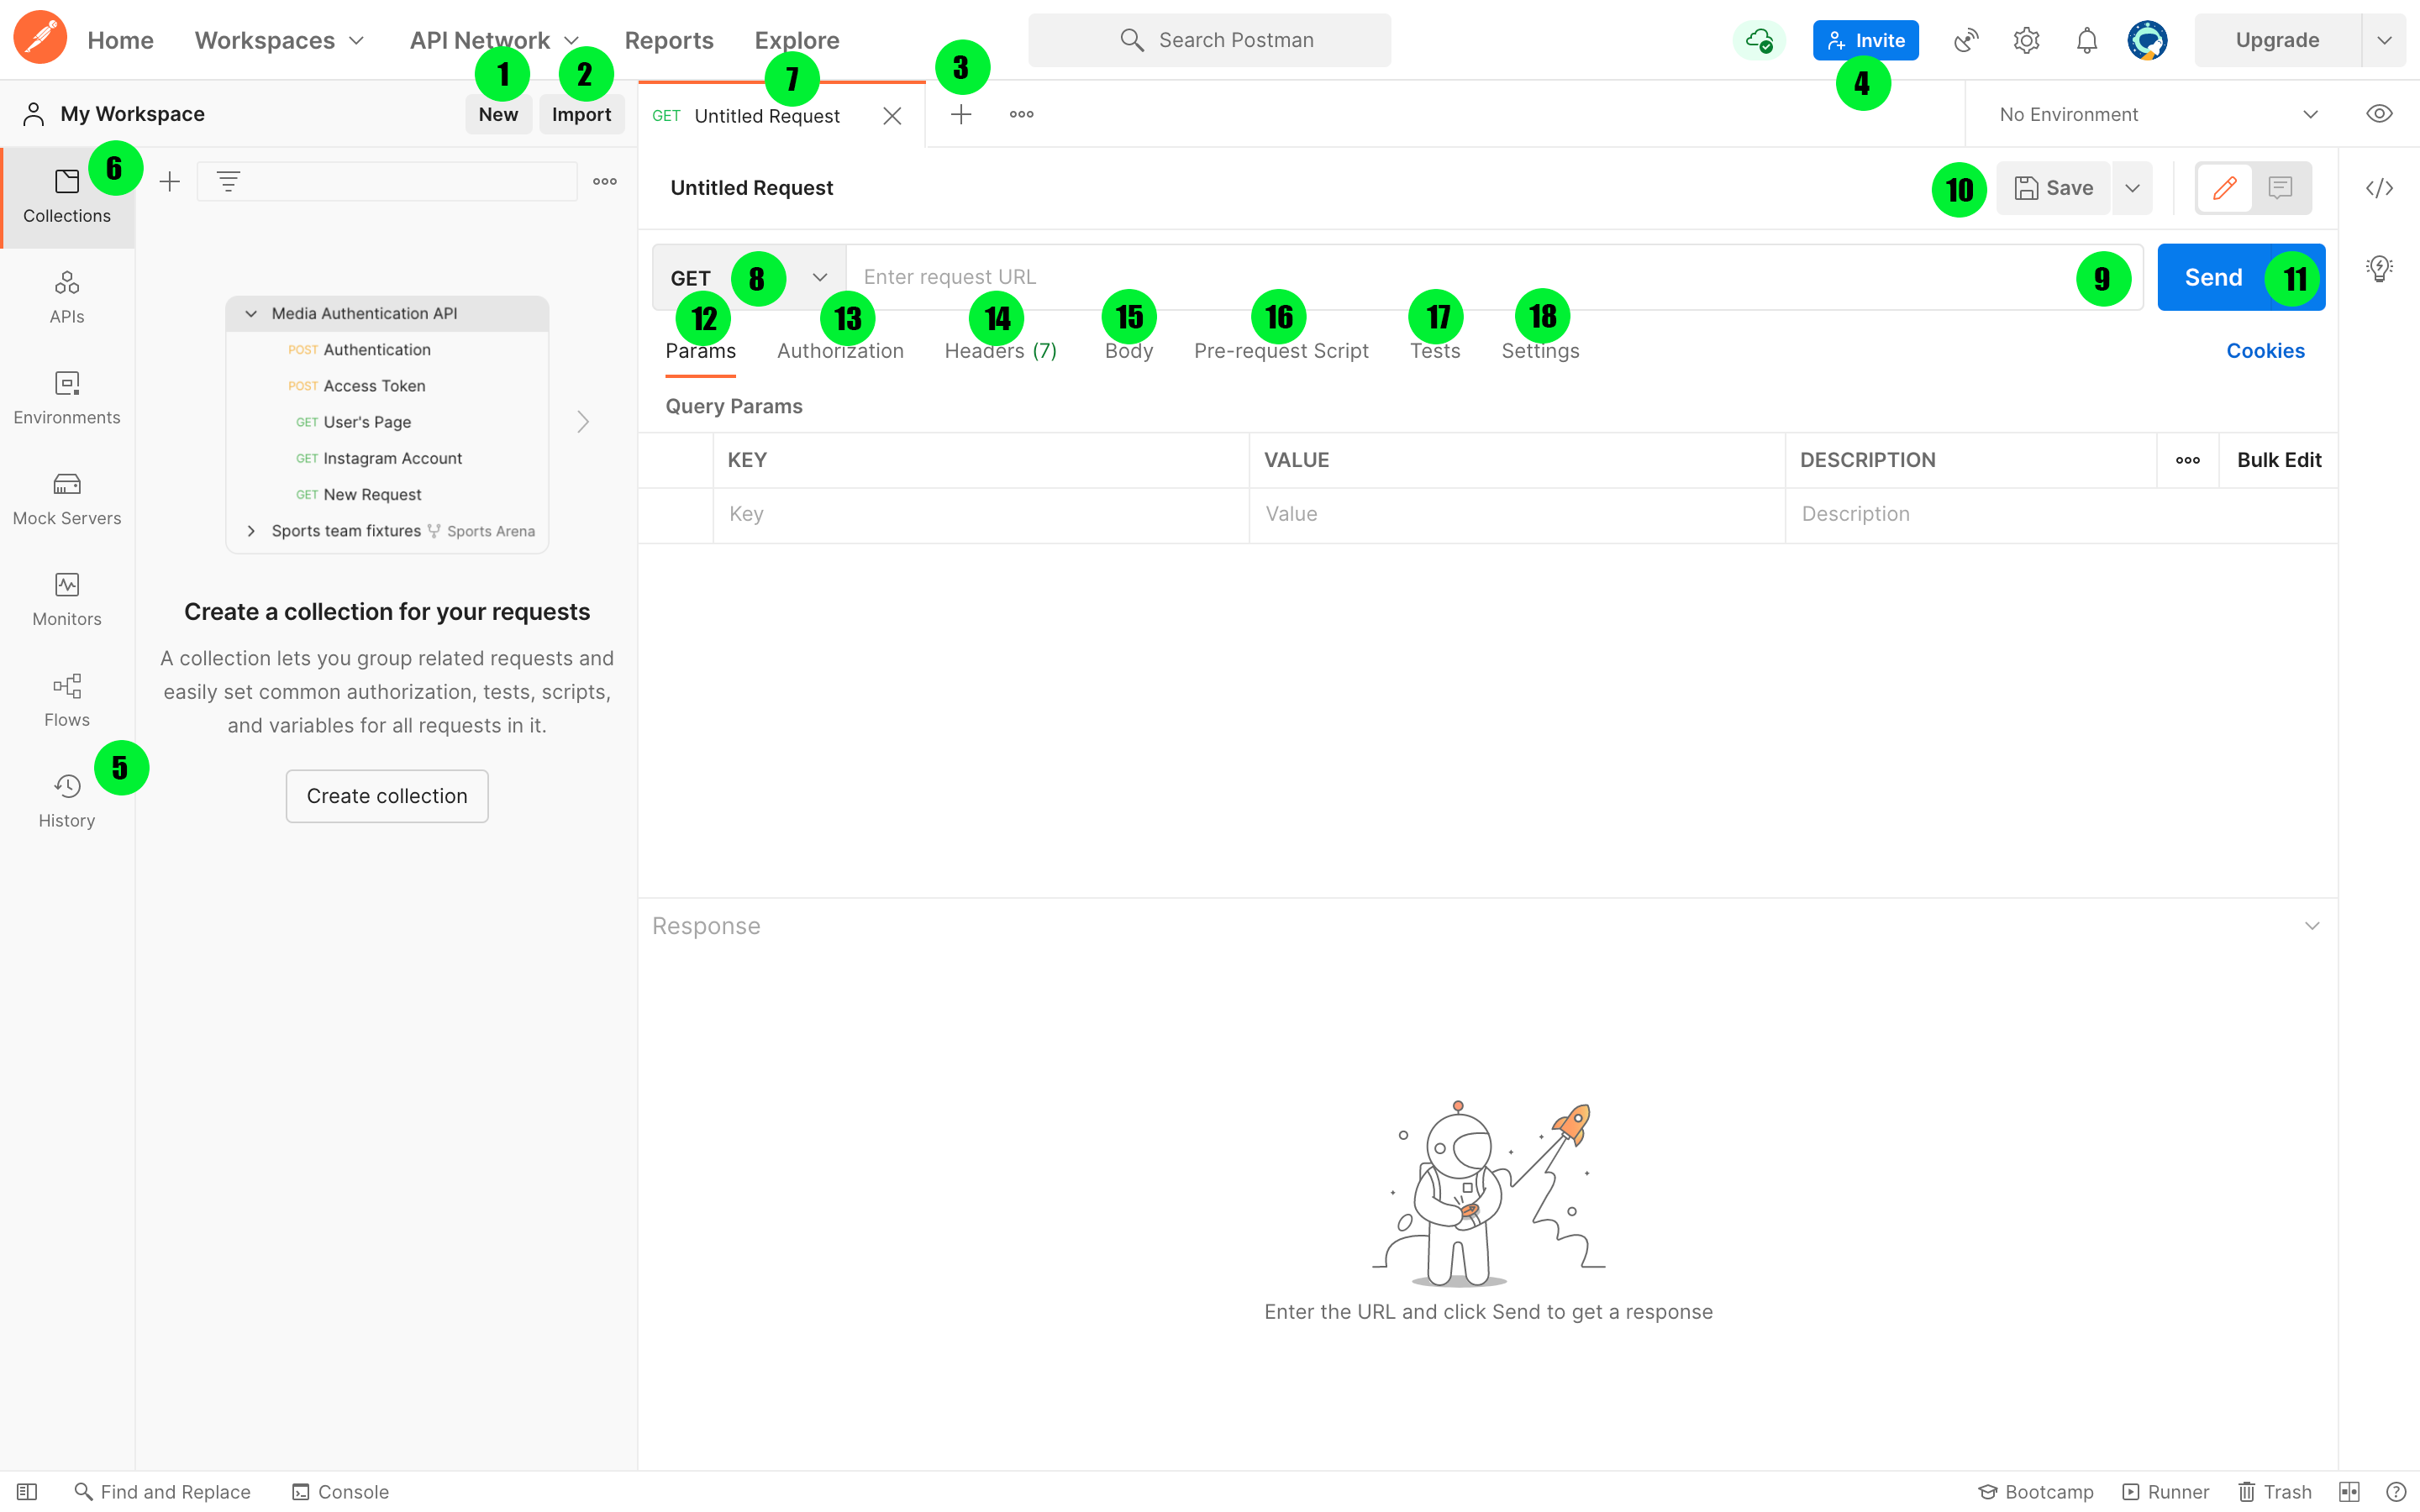 Home Workspaces API Network Reports Explore Search Postman Invite Upgrade
1 2 7 3 4
My Workspace New Import GET Untitled Request No Environment
6 Collections
Untitled Request 10 Save
GET 8 Enter request URL 9 Send 11
12 13 14 15 16 17 18
Params Authorization Headers (7) Body Pre-request Script Tests Settings Cookies
Query Params
KEY VALUE DESCRIPTION Bulk Edit
Key Value Description
APIs
Environments
Mock Servers
Monitors
Flows
5
History
Media Authentication API
POST Authentication
POST Access Token
GET User's Page
GET Instagram Account
GET New Request
Sports team fixtures Sports Arena
Create a collection for your requests
A collection lets you group related requests and
easily set common authorization, tests, scripts,
and variables for all requests in it.
Create collection
Response
Enter the URL and click Send to get a response
Find and Replace Console Bootcamp Runner Trash